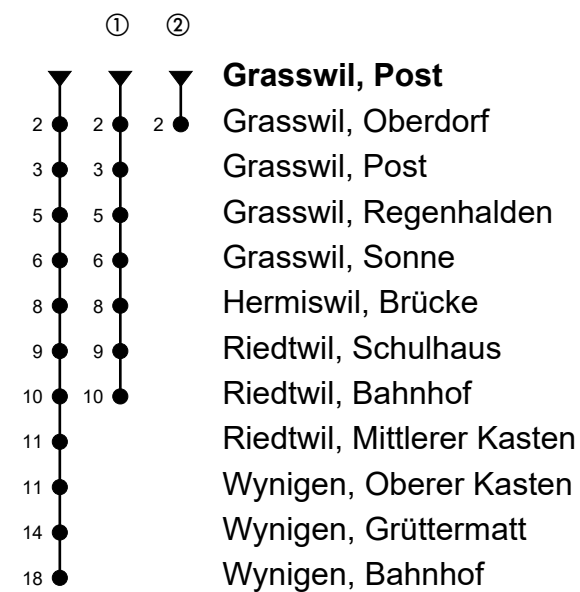 ① ②
Grasswil, Post
2 2 2 Grasswil, Oberdorf
3 3 Grasswil, Post
5 5 Grasswil, Regenhalden
6 6 Grasswil, Sonne
8 8 Hermiswil, Brücke
9 9 Riedtwil, Schulhaus
10 10 Riedtwil, Bahnhof
11 Riedtwil, Mittlerer Kasten
11 Wynigen, Oberer Kasten
14 Wynigen, Grüttermatt
18 Wynigen, Bahnhof